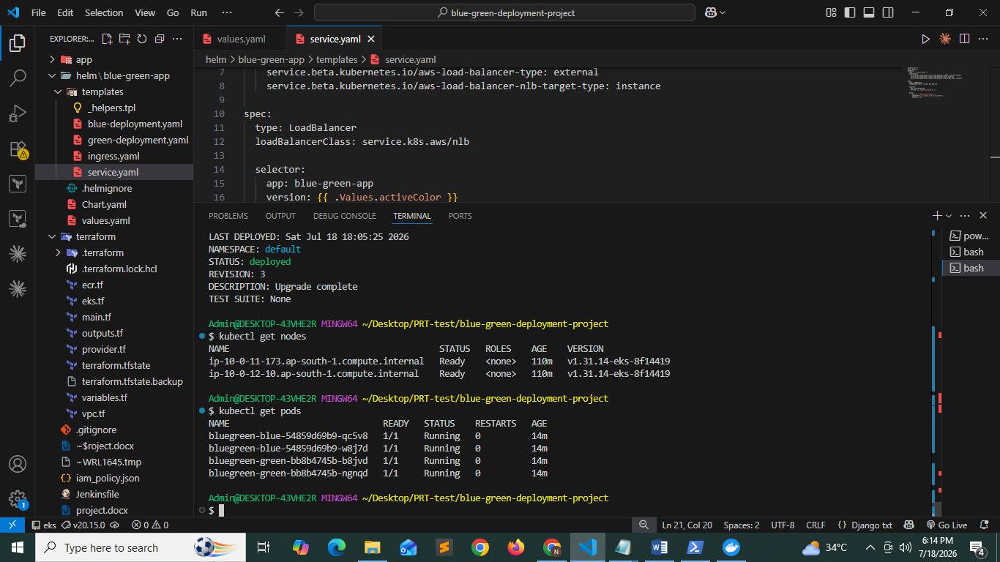 File Edit Selection View Go Run ···
blue-green-deployment-project
EXPLORER:...
values.yaml
service.yaml
app
helm \ blue-green-app
templates
_helpers.tpl
blue-deployment.yaml
green-deployment.yaml
ingress.yaml
service.yaml
.helmignore
Chart.yaml
values.yaml
terraform
.terraform
.terraform.lock.hcl
ecr.tf
eks.tf
main.tf
outputs.tf
provider.tf
terraform.tfstate
terraform.tfstate.backup
variables.tf
vpc.tf
.gitignore
~$roject.docx
~WRL1645.tmp
iam_policy.json
Jenkinsfile
project.docx
helm > blue-green-app > templates > service.yaml
7 service.beta.kubernetes.io/aws-load-balancer-type: external
8 service.beta.kubernetes.io/aws-load-balancer-nlb-target-type: instance
9
10 spec:
11 type: LoadBalancer
12 loadBalancerClass: service.k8s.aws/nlb
13
14 selector:
15 app: blue-green-app
16 version: {{ .Values.activeColor }}
PROBLEMS OUTPUT DEBUG CONSOLE TERMINAL PORTS
LAST DEPLOYED: Sat Jul 18 18:05:25 2026
NAMESPACE: default
STATUS: deployed
REVISION: 3
DESCRIPTION: Upgrade complete
TEST SUITE: None
Admin@DESKTOP-43VHE2R MINGW64 ~/Desktop/PRT-test/blue-green-deployment-project
$ kubectl get nodes
NAME STATUS ROLES AGE VERSION
ip-10-0-11-173.ap-south-1.compute.internal Ready <none> 110m v1.31.14-eks-8f14419
ip-10-0-12-10.ap-south-1.compute.internal Ready <none> 110m v1.31.14-eks-8f14419
Admin@DESKTOP-43VHE2R MINGW64 ~/Desktop/PRT-test/blue-green-deployment-project
$ kubectl get pods
NAME READY STATUS RESTARTS AGE
bluegreen-blue-54859d69b9-qc5v8 1/1 Running 0 14m
bluegreen-blue-54859d69b9-w8j7d 1/1 Running 0 14m
bluegreen-green-bb8b4745b-b8jvd 1/1 Running 0 14m
bluegreen-green-bb8b4745b-ngnqd 1/1 Running 0 14m
Admin@DESKTOP-43VHE2R MINGW64 ~/Desktop/PRT-test/blue-green-deployment-project
$
pow...
bash
bash
1
eks v20.15.0 0 0 Ln 21, Col 20 Spaces: 2 UTF-8 CRLF {} Django txt Go Live
Type here to search
34°C
6:14 PM
7/18/2026
4